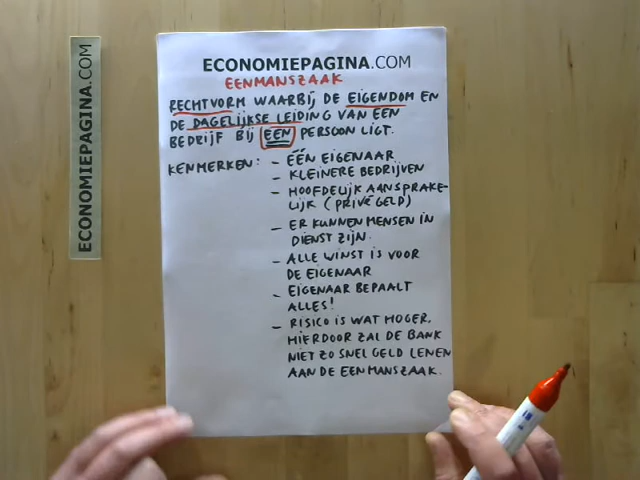 ECONOMIEPAGINA.COM
ECONOMIEPAGINA.COM
EENMANSZAAK
RECHTVORM WAARBIJ DE EIGENDOM EN
DE DAGELIJKSE LEIDING VAN EEN
BEDRIJF BIJ EEN PERSOON LIGT.
KENMERKEN: - ÉÉN EIGENAAR
- KLEINERE BEDRIJVEN
- HOOFDELIJK AANSPRAKE-
LIJK (PRIVÉ GELD)
- ER KUNNEN MENSEN IN
DIENST ZIJN.
- ALLE WINST IS VOOR
DE EIGENAAR
- EIGENAAR BEPAALT
ALLES!
- RISICO IS WAT HOGER.
HIERDOOR ZAL DE BANK
NIET ZO SNEL GELD LENEN
AAN DE EENMANSZAAK.